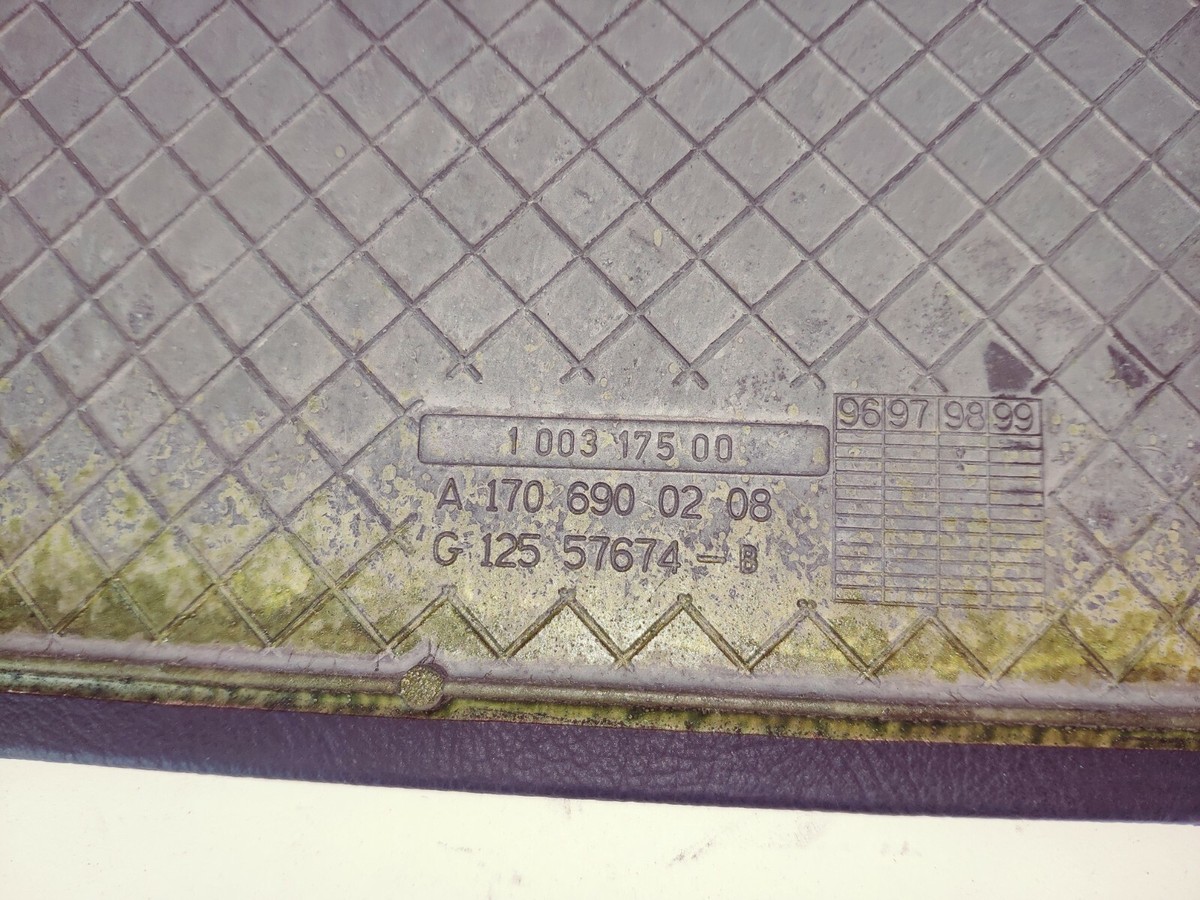 1 003 175 00
A 170 690 02 08
G 125 57674 - B
96 97 98 99